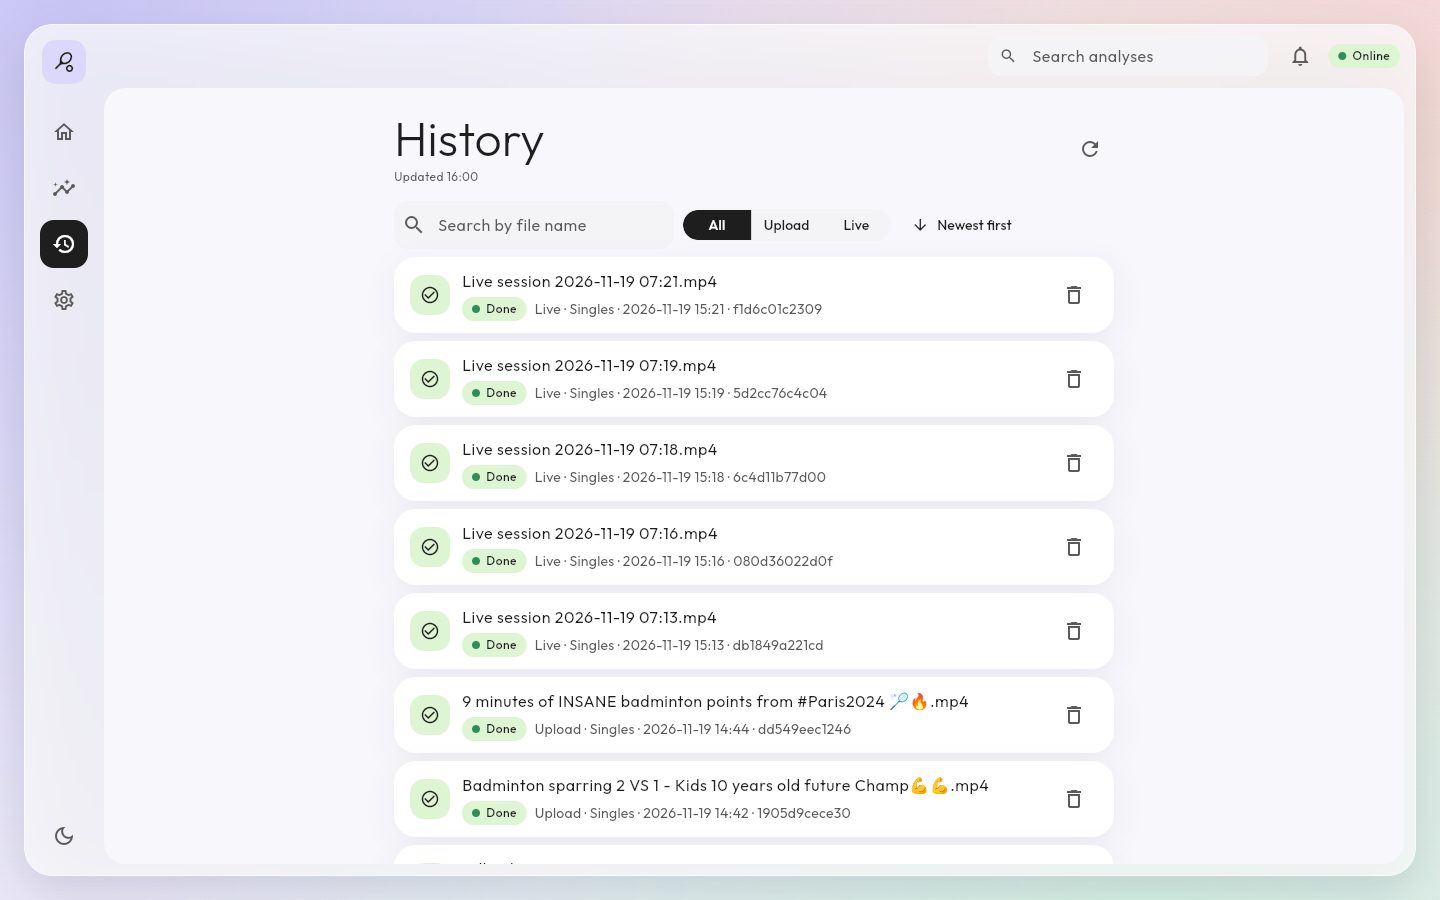 Search analyses
Online
History
Updated 16:00
Search by file name
All
Upload
Live
Newest first
Live session 2026-11-19 07:21.mp4
Done
Live · Singles · 2026-11-19 15:21 · f1d6c01c2309
Live session 2026-11-19 07:19.mp4
Done
Live · Singles · 2026-11-19 15:19 · 5d2cc76c4c04
Live session 2026-11-19 07:18.mp4
Done
Live · Singles · 2026-11-19 15:18 · 6c4d11b77d00
Live session 2026-11-19 07:16.mp4
Done
Live · Singles · 2026-11-19 15:16 · 080d36022d0f
Live session 2026-11-19 07:13.mp4
Done
Live · Singles · 2026-11-19 15:13 · db1849a221cd
9 minutes of INSANE badminton points from #Paris2024 🏸🔥.mp4
Done
Upload · Singles · 2026-11-19 14:44 · dd549eec1246
Badminton sparring 2 VS 1 - Kids 10 years old future Champ💪💪.mp4
Done
Upload · Singles · 2026-11-19 14:42 · 1905d9cece30